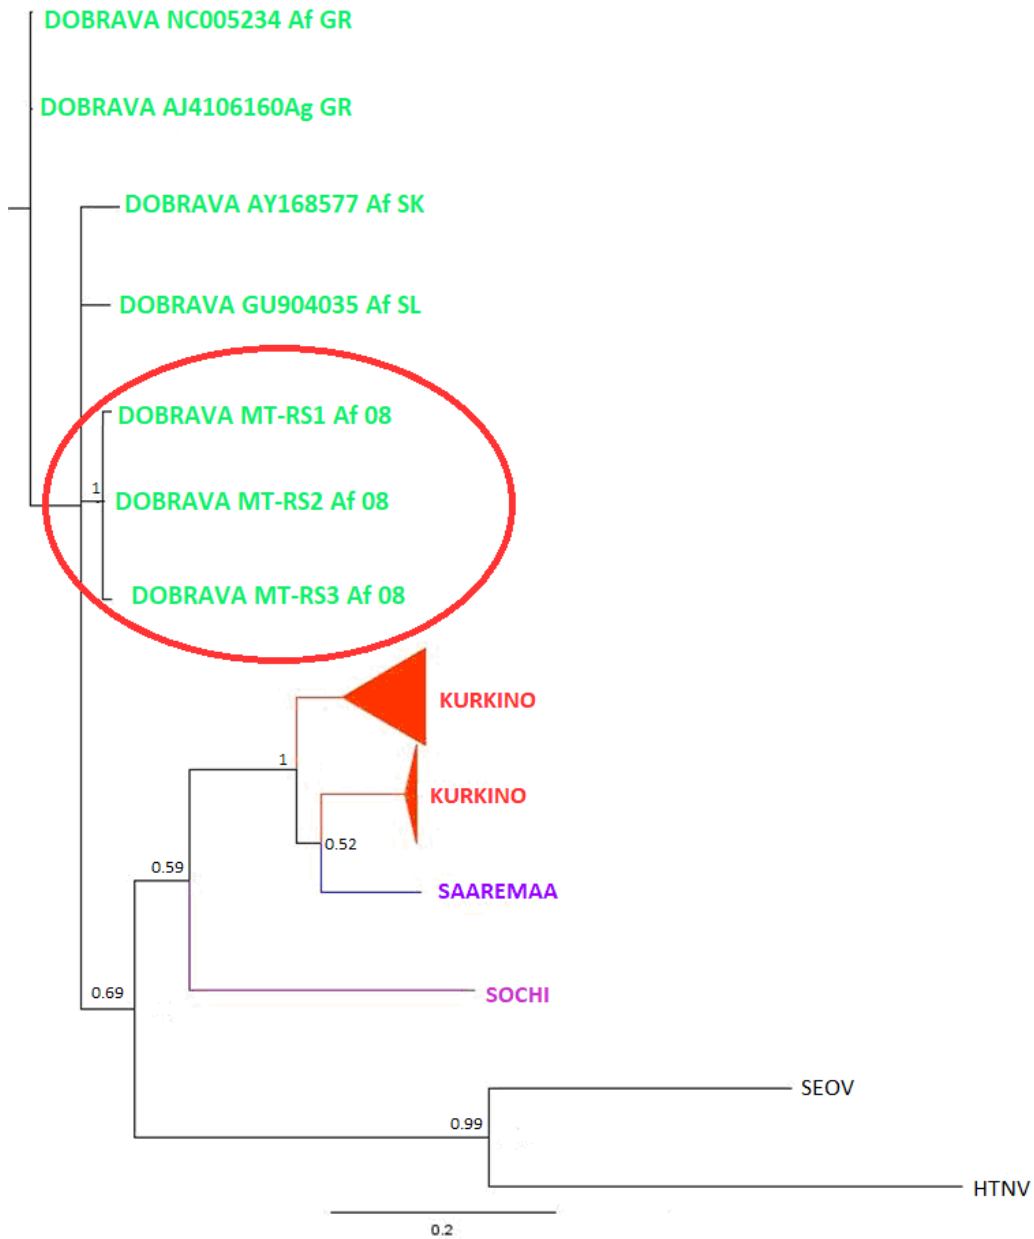 DOBRAVA NC005234 Af GR
DOBRAVA AJ4106160Ag GR
DOBRAVA AY168577 Af SK
DOBRAVA GU904035 Af SL
DOBRAVA MT-RS1 Af 08
1
DOBRAVA MT-RS2 Af 08
DOBRAVA MT-RS3 Af 08
KURKINO
1
KURKINO
0.52
0.59
SAAREMAA
0.69
SOCHI
SEOV
0.99
HTNV
0.2